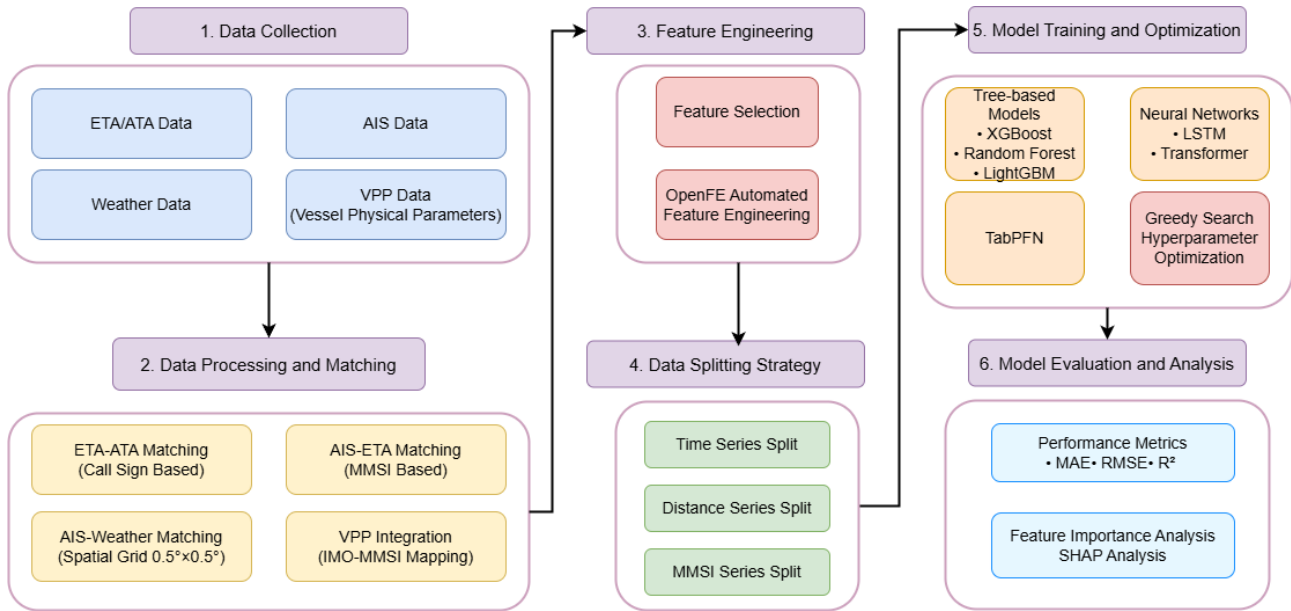 1. Data Collection
ETA/ATA Data
AIS Data
Weather Data
VPP Data
(Vessel Physical Parameters)
2. Data Processing and Matching
ETA-ATA Matching
(Call Sign Based)
AIS-ETA Matching
(MMSI Based)
AIS-Weather Matching
(Spatial Grid 0.5°×0.5°)
VPP Integration
(IMO-MMSI Mapping)
3. Feature Engineering
Feature Selection
OpenFE Automated
Feature Engineering
4. Data Splitting Strategy
Time Series Split
Distance Series Split
MMSI Series Split
5. Model Training and Optimization
Tree-based
Models
• XGBoost
• Random Forest
• LightGBM
Neural Networks
• LSTM
• Transformer
TabPFN
Greedy Search
Hyperparameter
Optimization
6. Model Evaluation and Analysis
Performance Metrics
• MAE• RMSE• R²
Feature Importance Analysis
SHAP Analysis